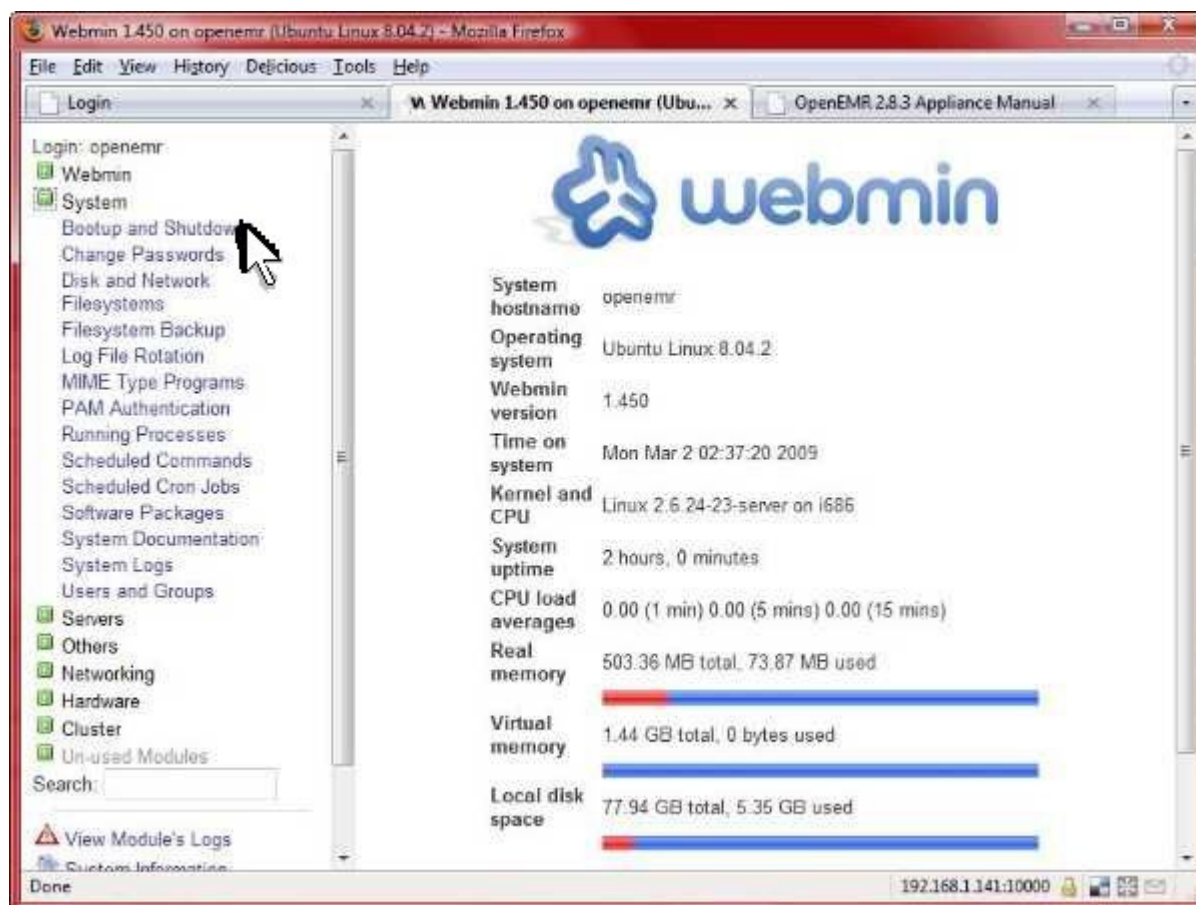 Webmin 1.450 on openemr (Ubuntu Linux 8.04.2) - Mozilla Firefox
File Edit View History Delicious Tools Help
Login
Webmin 1.450 on openemr (Ubu...
OpenEMR 2.8.3 Appliance Manual
Login: openemr
Webmin
System
Bootup and Shutdow
Change Passwords
Disk and Network
Filesystems
Filesystem Backup
Log File Rotation
MIME Type Programs
PAM Authentication
Running Processes
Scheduled Commands
Scheduled Cron Jobs
Software Packages
System Documentation
System Logs
Users and Groups
Servers
Others
Networking
Hardware
Cluster
Un-used Modules
Search:
View Module's Logs
System Information
webmin
System
hostname
openemr
Operating
system
Ubuntu Linux 8.04.2
Webmin
version
1.450
Time on
system
Mon Mar 2 02:37:20 2009
Kernel and
CPU
Linux 2.6.24-23-server on i686
System
uptime
2 hours, 0 minutes
CPU load
averages
0.00 (1 min) 0.00 (5 mins) 0.00 (15 mins)
Real
memory
503.36 MB total, 73.87 MB used
Virtual
memory
1.44 GB total, 0 bytes used
Local disk
space
77.94 GB total, 5.35 GB used
Done
192.168.1.141:10000